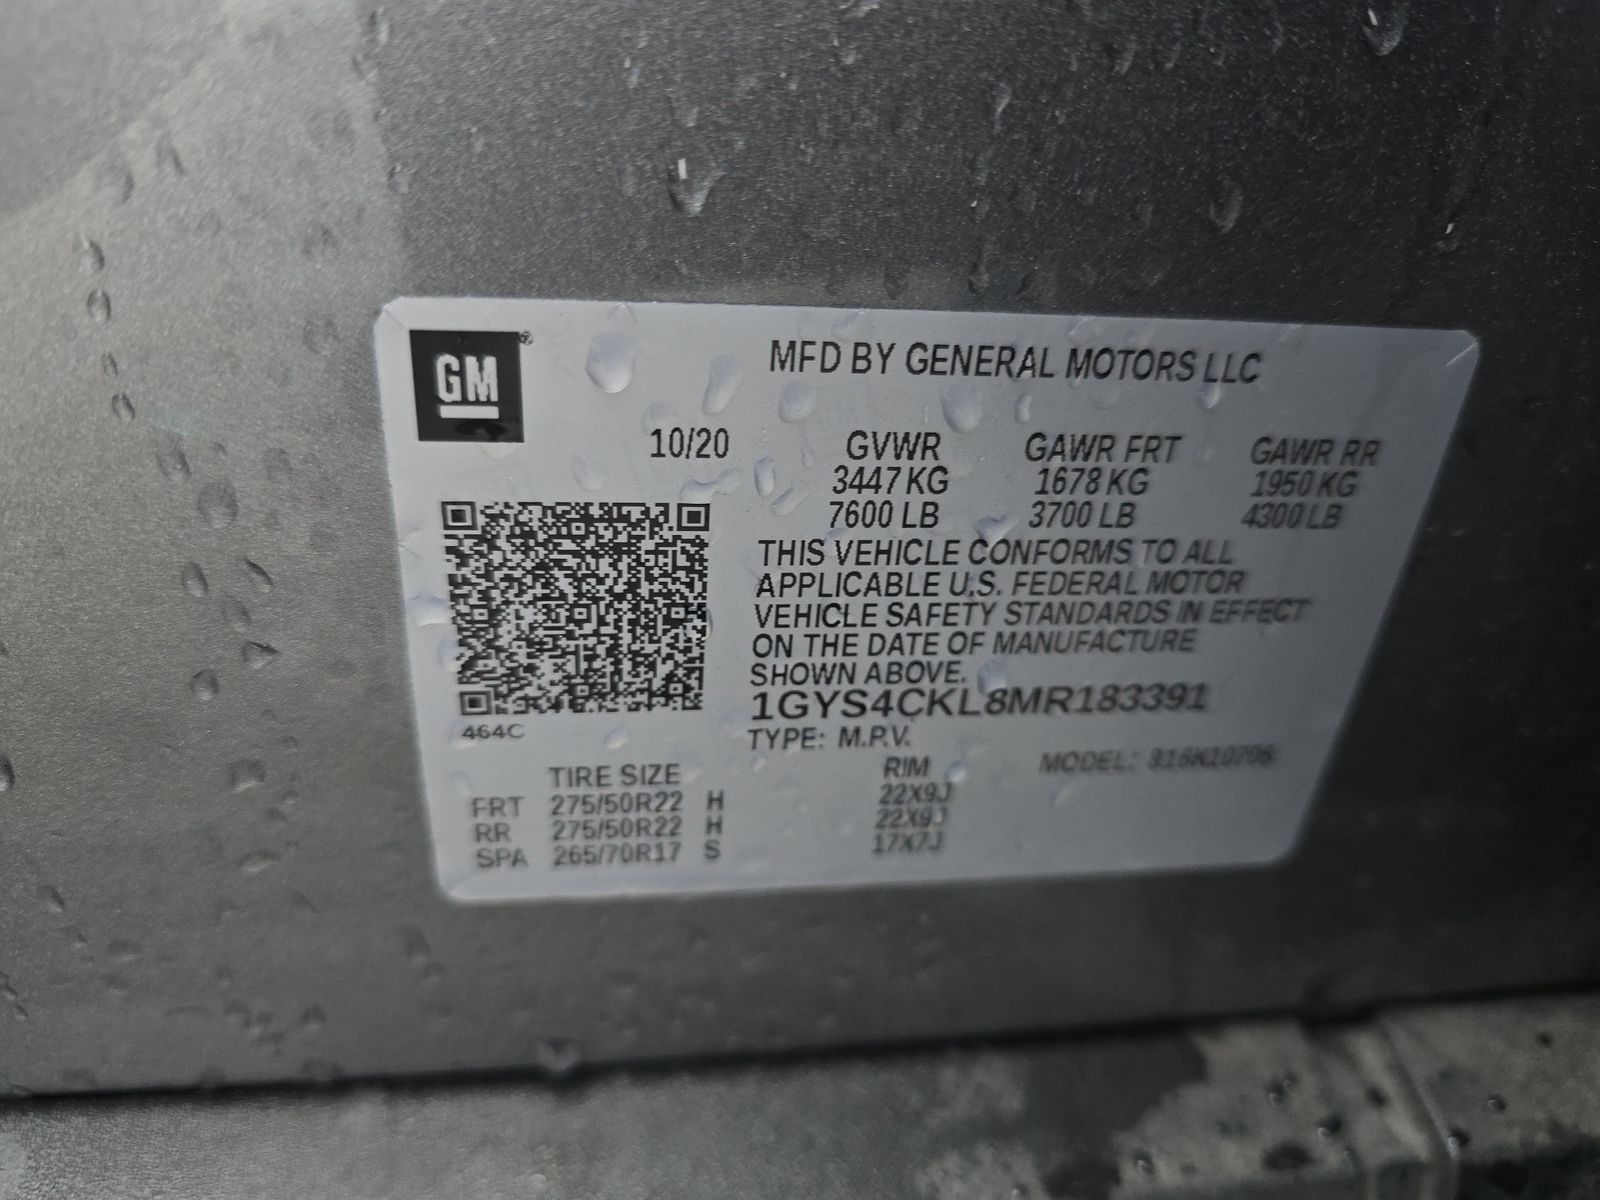 GM
MFD BY GENERAL MOTORS LLC
10/20 GVWR GAWR FRT GAWR RR
3447 KG 1678 KG 1950 KG
7600 LB 3700 LB 4300 LB
THIS VEHICLE CONFORMS TO ALL
APPLICABLE U.S. FEDERAL MOTOR
VEHICLE SAFETY STANDARDS IN EFFECT
ON THE DATE OF MANUFACTURE
SHOWN ABOVE.
1GYS4CKL8MR183391
464C
TYPE: M.P.V.
MODEL:
TIRE SIZE RIM
FRT 275/50R22 H 22X9J
RR 275/50R22 H 22X9J
SPA 265/70R17 S 17X7J